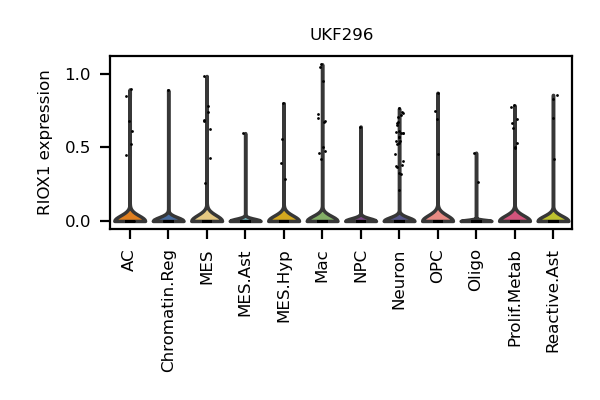 UKF296
RIOX1 expression
1.0
0.5
0.0
AC
Chromatin.Reg
MES
MES.Ast
MES.Hyp
Mac
NPC
Neuron
OPC
Oligo
Prolif.Metab
Reactive.Ast